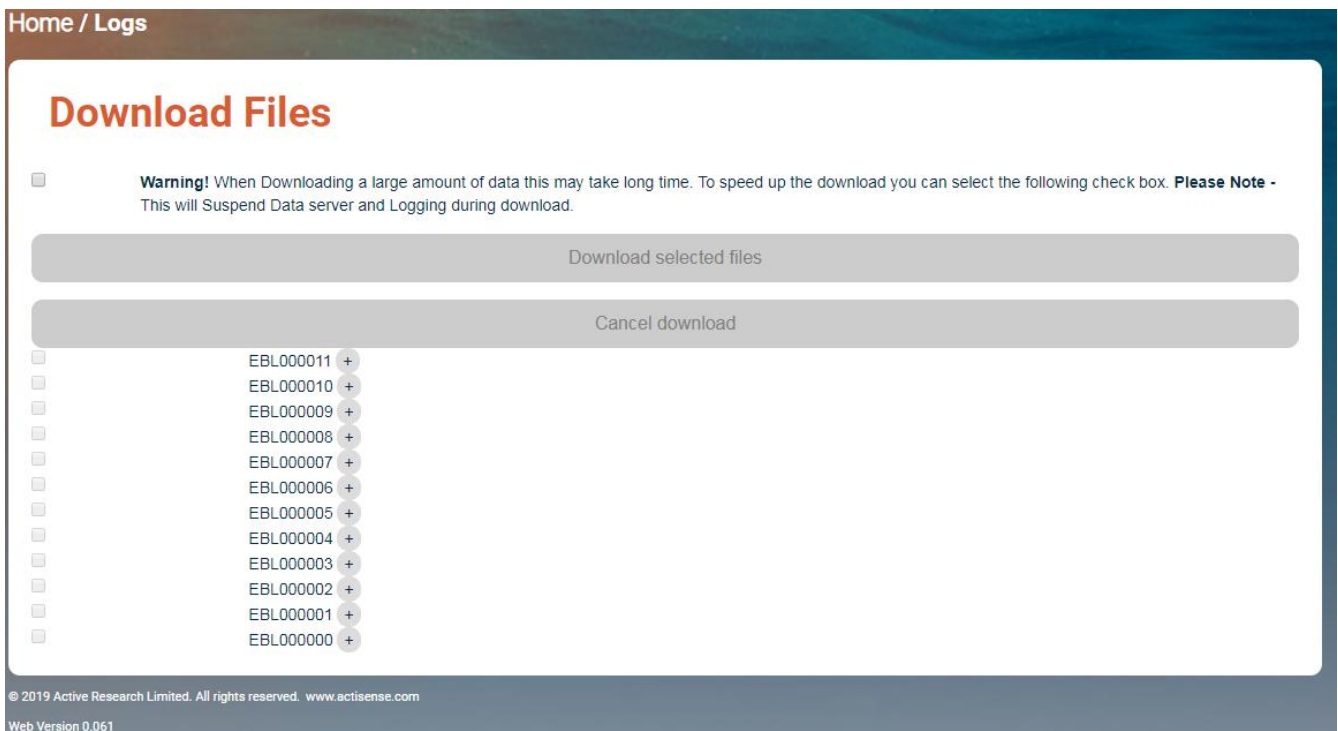 Home / Logs
Download Files
Warning! When Downloading a large amount of data this may take long time. To speed up the download you can select the following check box. Please Note -
This will Suspend Data server and Logging during download.
Download selected files
Cancel download
EBL000011 +
EBL000010 +
EBL000009 +
EBL000008 +
EBL000007 +
EBL000006 +
EBL000005 +
EBL000004 +
EBL000003 +
EBL000002 +
EBL000001 +
EBL000000 +
© 2019 Active Research Limited. All rights reserved. www.actisense.com
Web Version 0.061